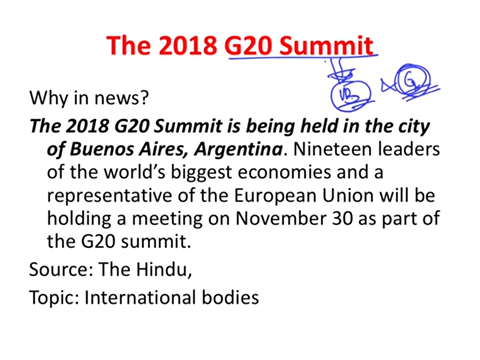 The 2018 G20 Summit
Why in news?
The 2018 G20 Summit is being held in the city
of Buenos Aires, Argentina. Nineteen leaders
of the world's biggest economies and a
representative of the European Union will be
holding a meeting on November 30 as part of
the G20 summit.
Source: The Hindu,
Topic: International bodies